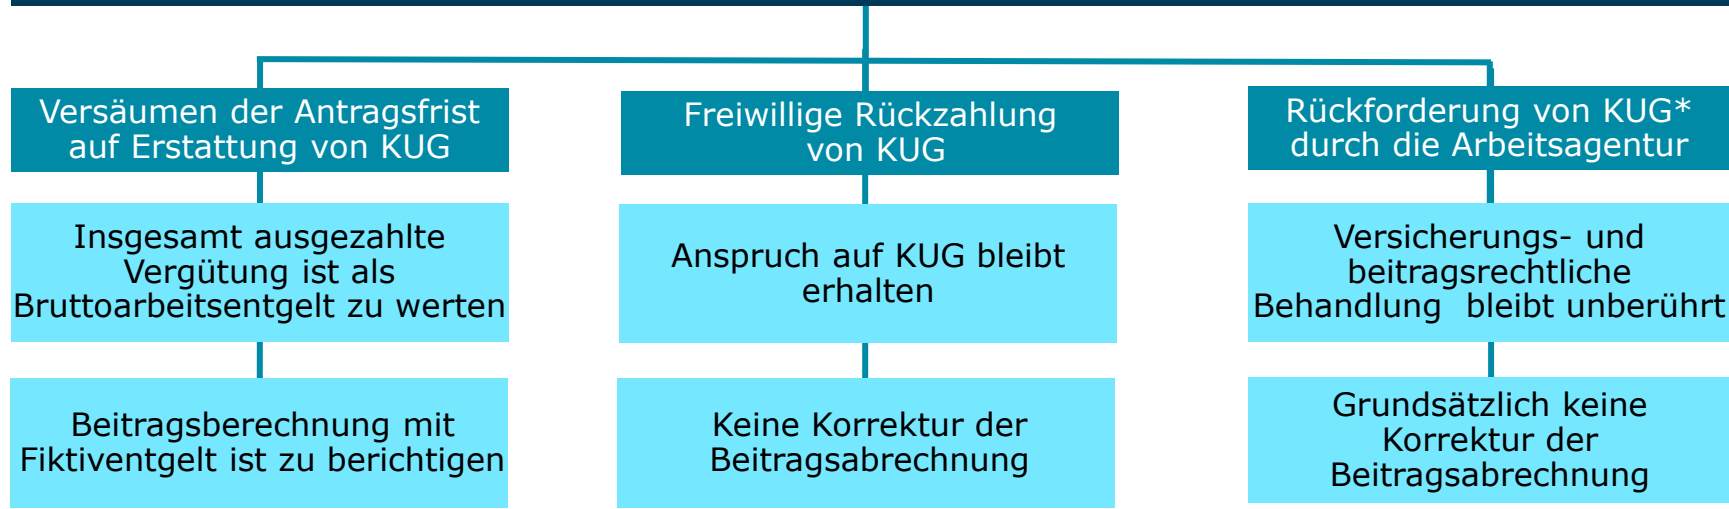 Versäumen der Antragsfrist
auf Erstattung von KUG
Insgesamt ausgezahlte
Vergütung ist als
Bruttoarbeitsentgelt zu werten
Beitragsberechnung mit
Fiktiventgelt ist zu berichtigen
Freiwillige Rückzahlung
von KUG
Anspruch auf KUG bleibt
erhalten
Keine Korrektur der
Beitragsabrechnung
Rückforderung von KUG*
durch die Arbeitsagentur
Versicherungs- und
beitragsrechtliche
Behandlung  bleibt unberührt
Grundsätzlich keine
Korrektur der
Beitragsabrechnung